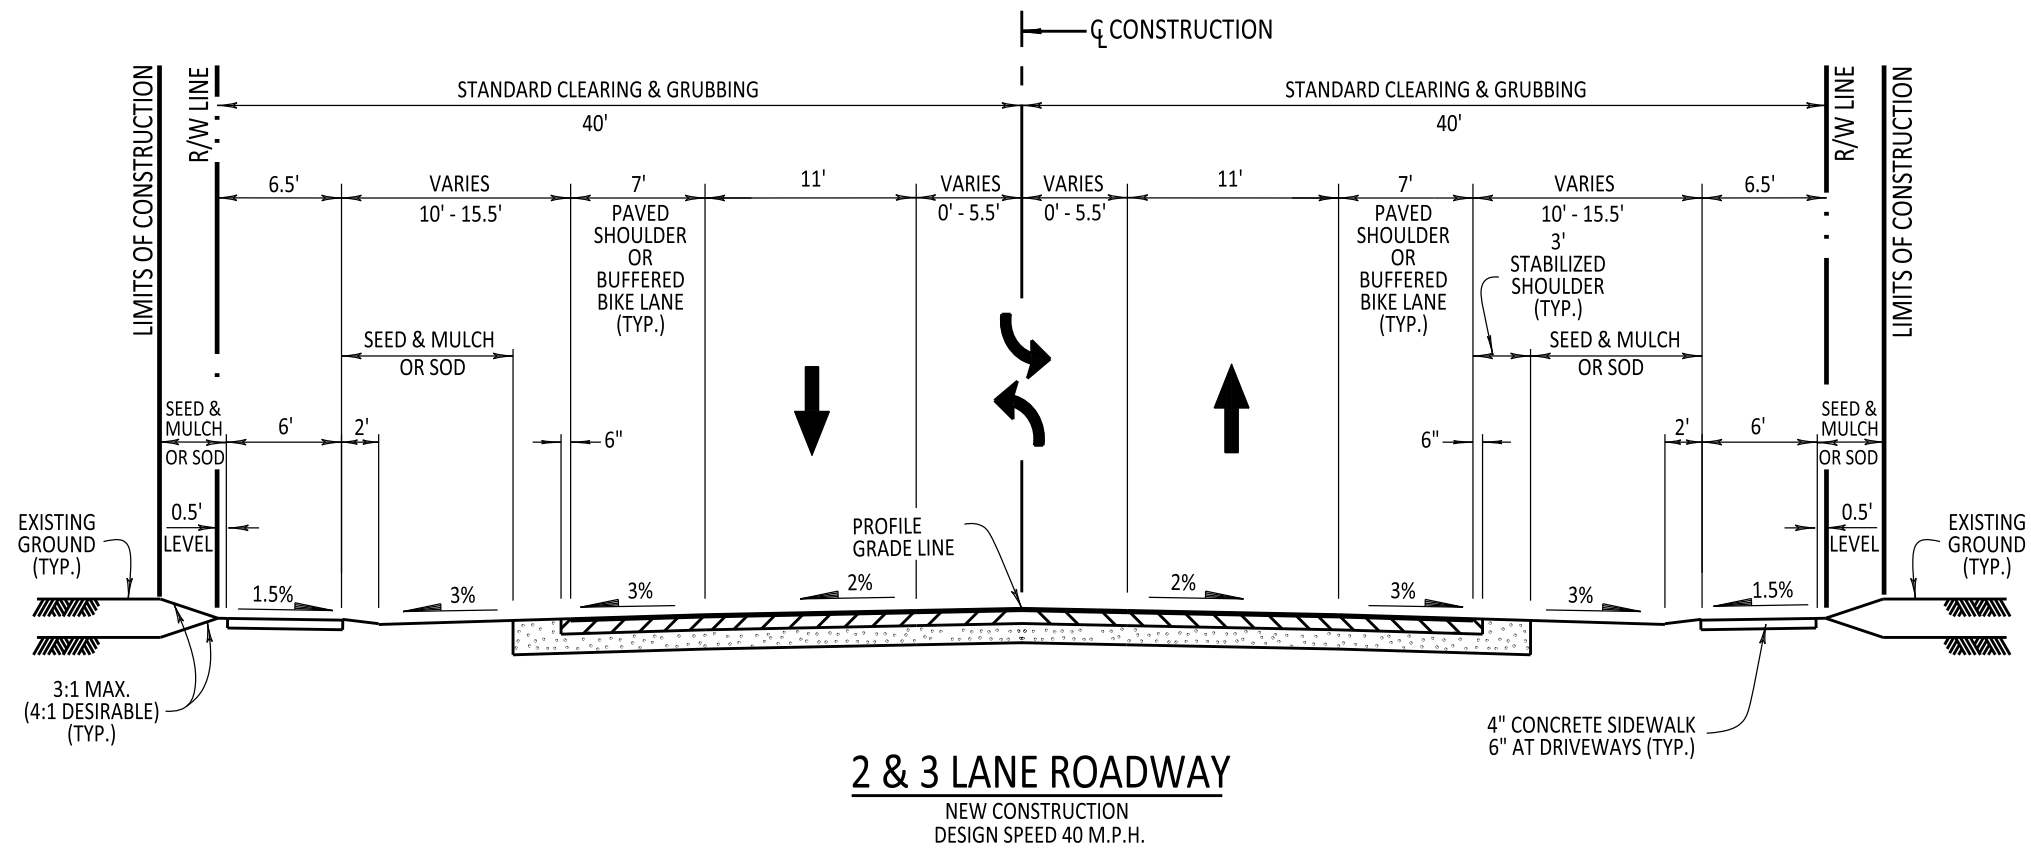 ℄ CONSTRUCTION
LIMITS OF CONSTRUCTION
R/W LINE
STANDARD CLEARING & GRUBBING
40'
STANDARD CLEARING & GRUBBING
40'
R/W LINE
LIMITS OF CONSTRUCTION
6.5'
VARIES
10' - 15.5'
7'
PAVED
SHOULDER
OR
BUFFERED
BIKE LANE
(TYP.)
11'
VARIES
0' - 5.5'
VARIES
0' - 5.5'
11'
7'
PAVED
SHOULDER
OR
BUFFERED
BIKE LANE
(TYP.)
VARIES
10' - 15.5'
6.5'
3'
STABILIZED
SHOULDER
(TYP.)
SEED & MULCH
OR SOD
SEED & MULCH
OR SOD
SEED &
MULCH
OR SOD
6'
2'
6"
6"
2'
6'
SEED &
MULCH
OR SOD
EXISTING
GROUND
(TYP.)
0.5'
LEVEL
PROFILE
GRADE LINE
0.5'
LEVEL
EXISTING
GROUND
(TYP.)
1.5%
3%
3%
2%
2%
3%
3%
1.5%
3:1 MAX.
(4:1 DESIRABLE)
(TYP.)
4" CONCRETE SIDEWALK
6" AT DRIVEWAYS (TYP.)
2 & 3 LANE ROADWAY
NEW CONSTRUCTION
DESIGN SPEED 40 M.P.H.